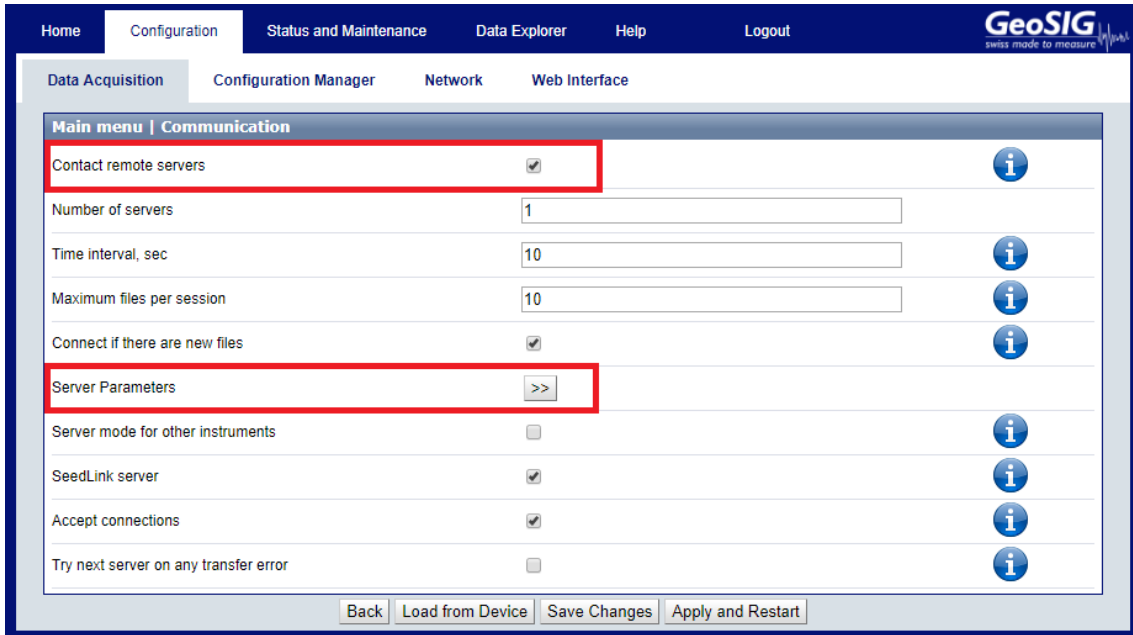 Home Configuration Status and Maintenance Data Explorer Help Logout
GeoSIG
swiss made to measure
Data Acquisition Configuration Manager Network Web Interface
Main menu | Communication
Contact remote servers
Number of servers 1
Time interval, sec 10
Maximum files per session 10
Connect if there are new files
Server Parameters >>
Server mode for other instruments
SeedLink server
Accept connections
Try next server on any transfer error
Back Load from Device Save Changes Apply and Restart